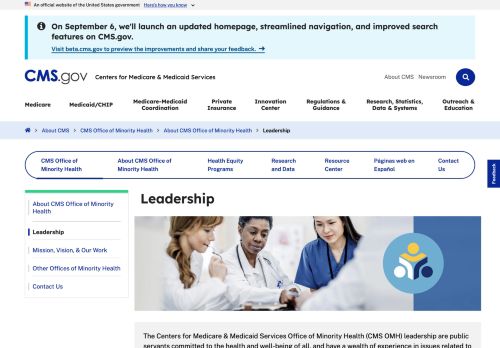 An official website of the United States government Here's how you know
On September 6, we'll launch an updated homepage, streamlined navigation, and improved search
features on CMS.gov.
Visit beta.cms.gov to preview the improvements and share your feedback.
CMS.gov Centers for Medicare & Medicaid Services
About CMS Newsroom
Medicare
Medicaid/CHIP
Medicare-Medicaid
Coordination
Private
Insurance
Innovation
Center
Regulations &
Guidance
Research, Statistics,
Data & Systems
Outreach &
Education
About CMS
CMS Office of Minority Health
About CMS Office of Minority Health
Leadership
CMS Office of
Minority Health
About CMS Office of
Minority Health
Health Equity
Programs
Research
and Data
Resource
Center
Páginas web en
Español
Contact
Us
Feedback
About CMS Office of Minority
Health
Leadership
Mission, Vision, & Our Work
Other Offices of Minority Health
Contact Us
Leadership
The Centers for Medicare & Medicaid Services Office of Minority Health (CMS OMH) leadership are public
servants committed to the health and well-being of all, and have a wealth of experience in issues related to